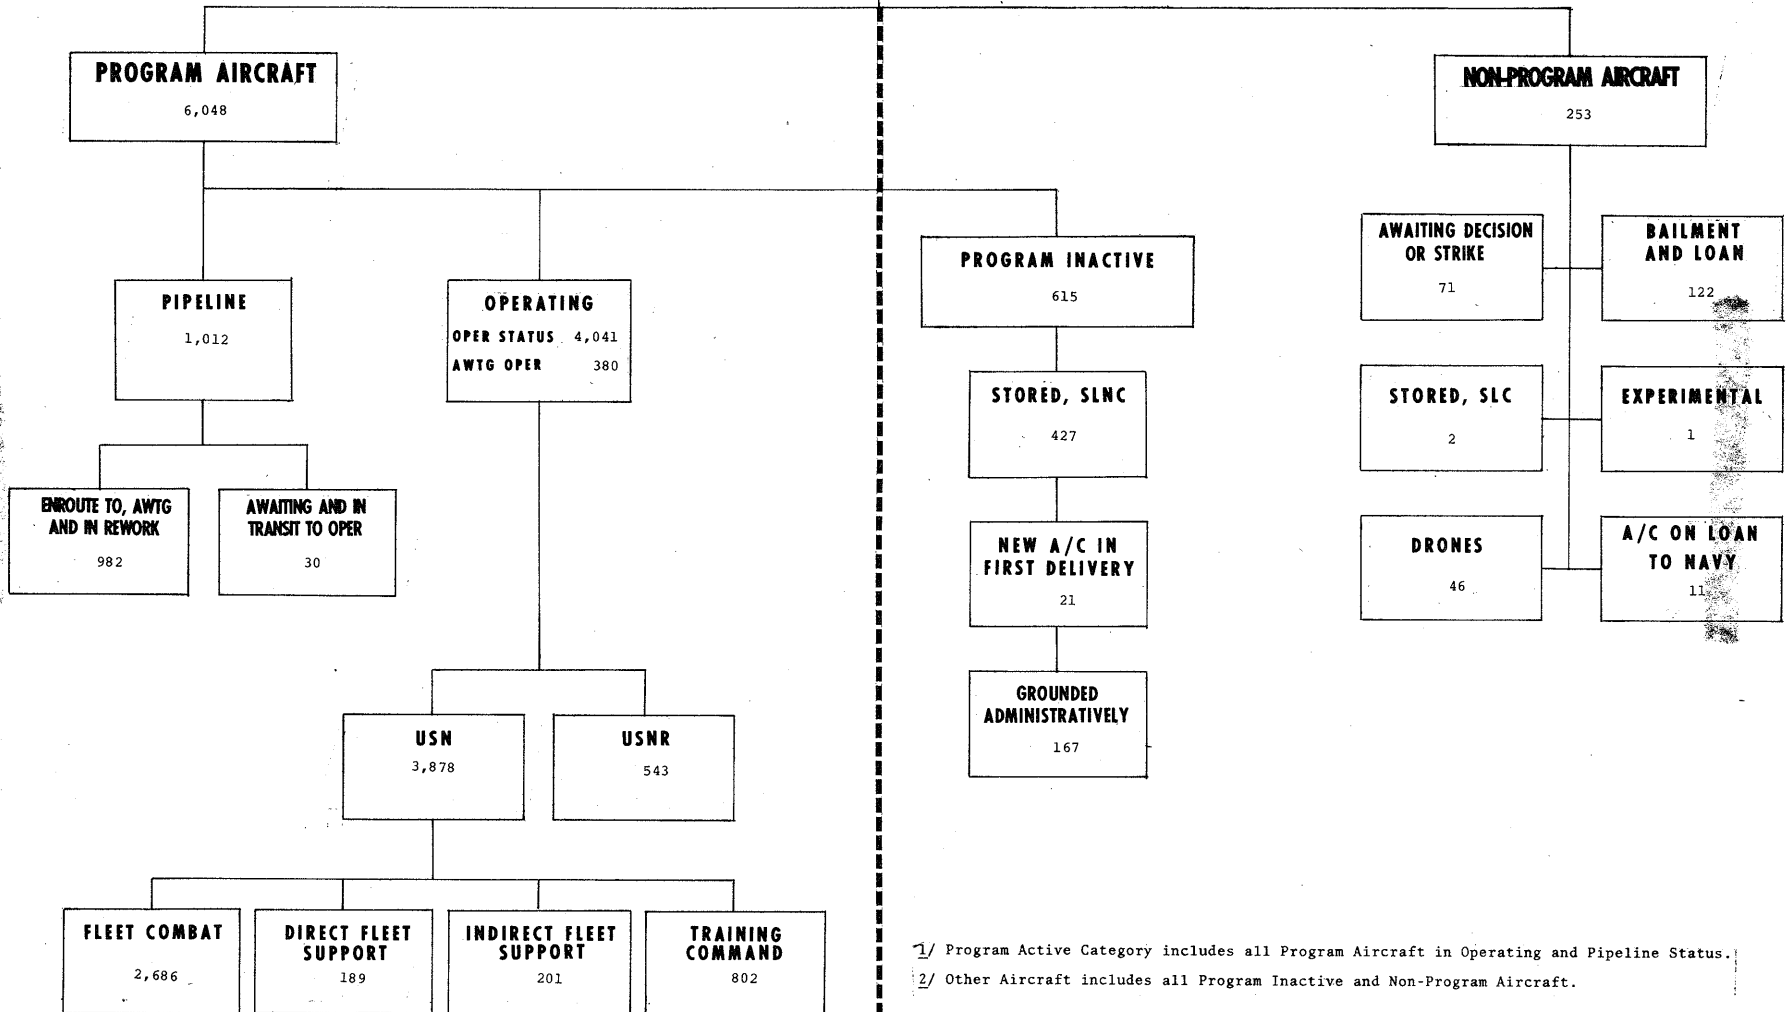 PROGRAM AIRCRAFT
6,048
NON-PROGRAM AIRCRAFT
253
PIPELINE
1,012
OPERATING
OPER STATUS 4,041
AWTG OPER 380
PROGRAM INACTIVE
615
AWAITING DECISION
OR STRIKE
71
BAILMENT
AND LOAN
122
STORED, SLNC
427
STORED, SLC
2
EXPERIMENTAL
1
ENROUTE TO, AWTG
AND IN REWORK
982
AWAITING AND IN
TRANSIT TO OPER
30
NEW A/C IN
FIRST DELIVERY
21
DRONES
46
A/C ON LOAN
TO NAVY
11
GROUNDED
ADMINISTRATIVELY
167
USN
3,878
USNR
543
FLEET COMBAT
2,686
DIRECT FLEET
SUPPORT
189
INDIRECT FLEET
SUPPORT
201
TRAINING
COMMAND
802
1/ Program Active Category includes all Program Aircraft in Operating and Pipeline Status.
2/ Other Aircraft includes all Program Inactive and Non-Program Aircraft.